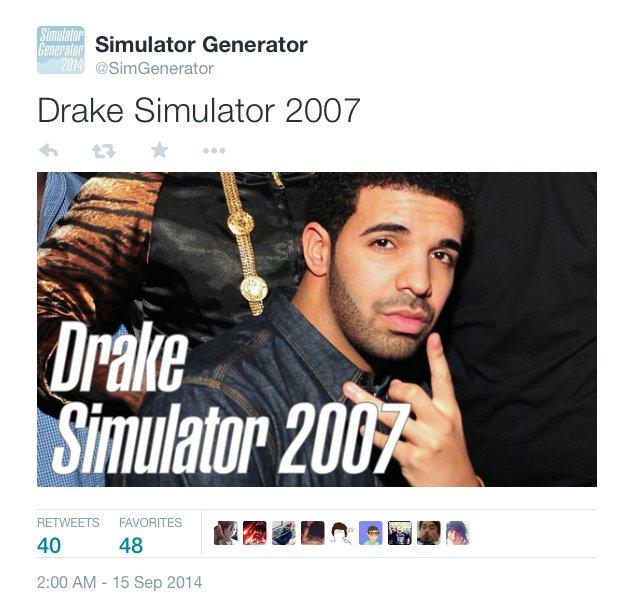 Simulator
Generator
2014
Simulator Generator
@SimGenerator
Drake Simulator 2007
Drake
Simulator 2007
RETWEETS
FAVORITES
40
48
2:00 AM - 15 Sep 2014